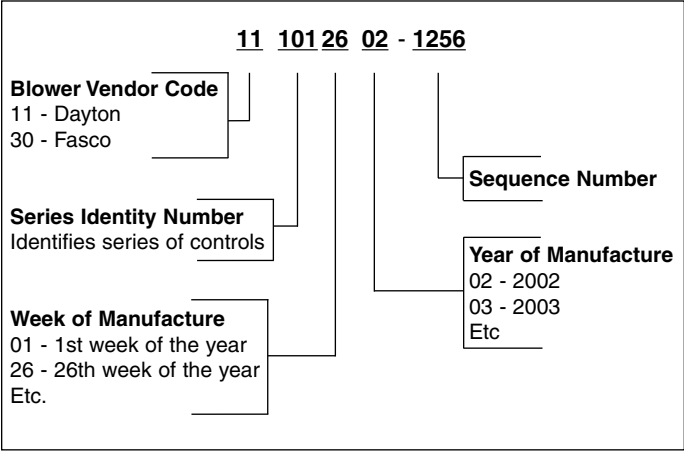 11 101 26 02 - 1256
Blower Vendor Code
11 - Dayton
30 - Fasco
Series Identity Number
Identifies series of controls
Week of Manufacture
01 - 1st week of the year
26 - 26th week of the year
Etc.
Sequence Number
Year of Manufacture
02 - 2002
03 - 2003
Etc